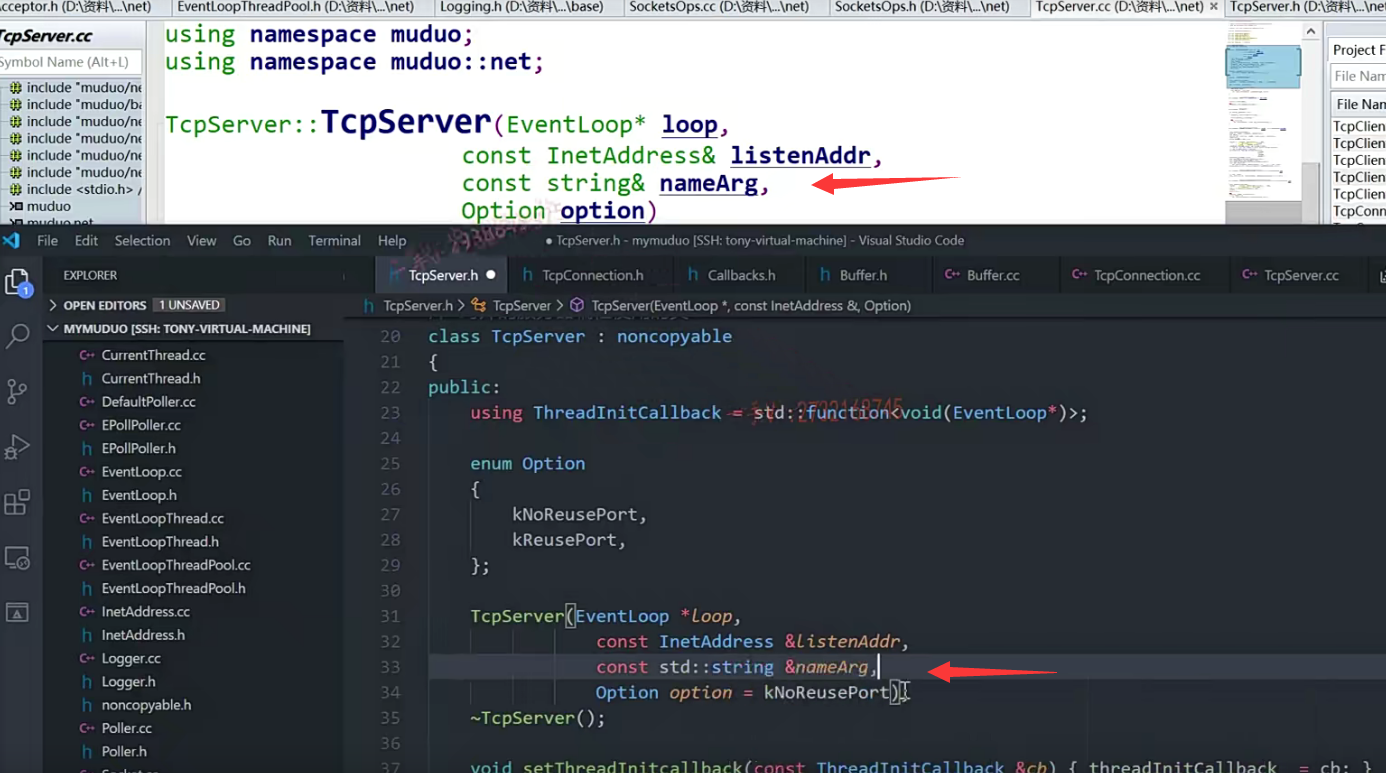 cceptor.h (D:\资料\...\net) EventLoopThreadPool.h (D:\资料\...\net) Logging.h (D:\资料\...\base) SocketsOps.cc (D:\资料\...\net) SocketsOps.h (D:\资料\...\net) TcpServer.cc (D:\资料\...\net) × TcpServer.h (D:\资料\...\net
TcpServer.cc
Symbol Name (Alt+L)
include "muduo/ne
include "muduo/ba
include "muduo/ne
include "muduo/ne
include "muduo/ne
include "muduo/ne
include <stdio.h> /
muduo
muduo net
using namespace muduo;
using namespace muduo::net;
TcpServer::TcpServer(EventLoop* loop,
const InetAddress& listenAddr,
const string& nameArg,
Option option)
Project F
File Nam
File Nam
TcpClien
TcpClien
TcpClien
TcpClien
TcpClien
TcpConn
File Edit Selection View Go Run Terminal Help
● TcpServer.h - mymuduo [SSH: tony-virtual-machine] - Visual Studio Code
EXPLORER
OPEN EDITORS 1 UNSAVED
MYMUDUO [SSH: TONY-VIRTUAL-MACHINE]
1
C++ CurrentThread.cc
h CurrentThread.h
C++ DefaultPoller.cc
C++ EPollPoller.cc
h EPollPoller.h
C++ EventLoop.cc
h EventLoop.h
C++ EventLoopThread.cc
h EventLoopThread.h
C++ EventLoopThreadPool.cc
h EventLoopThreadPool.h
C++ InetAddress.cc
h InetAddress.h
C++ Logger.cc
h Logger.h
h noncopyable.h
C++ Poller.cc
h Poller.h
h TcpServer.h ● h TcpConnection.h h Callbacks.h h Buffer.h C++ Buffer.cc C++ TcpConnection.cc C++ TcpServer.cc
h TcpServer.h > TcpServer > TcpServer(EventLoop *, const InetAddress &, Option)
20 class TcpServer : noncopyable
21 {
22 public:
23 using ThreadInitCallback = std::function<void(EventLoop*)>;
24
25 enum Option
26 {
27 kNoReusePort,
28 kReusePort,
29 };
30
31 TcpServer(EventLoop *loop,
32 const InetAddress &listenAddr,
33 const std::string &nameArg,
34 Option option = kNoReusePort)
35 ~TcpServer();
36
37 void setThreadInitcallback(const ThreadInitCallback &cb) { threadInitCallback_ = cb; }